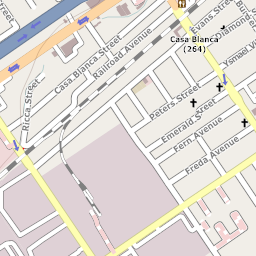 Evans Street
Diamond S
Casa Blanca
(264)
Ysmael Vi
Railroad Avenue
Casa Blanca Street
Ricca Street
Peters Street
Emerald Street
Fern Avenue
Freda Avenue